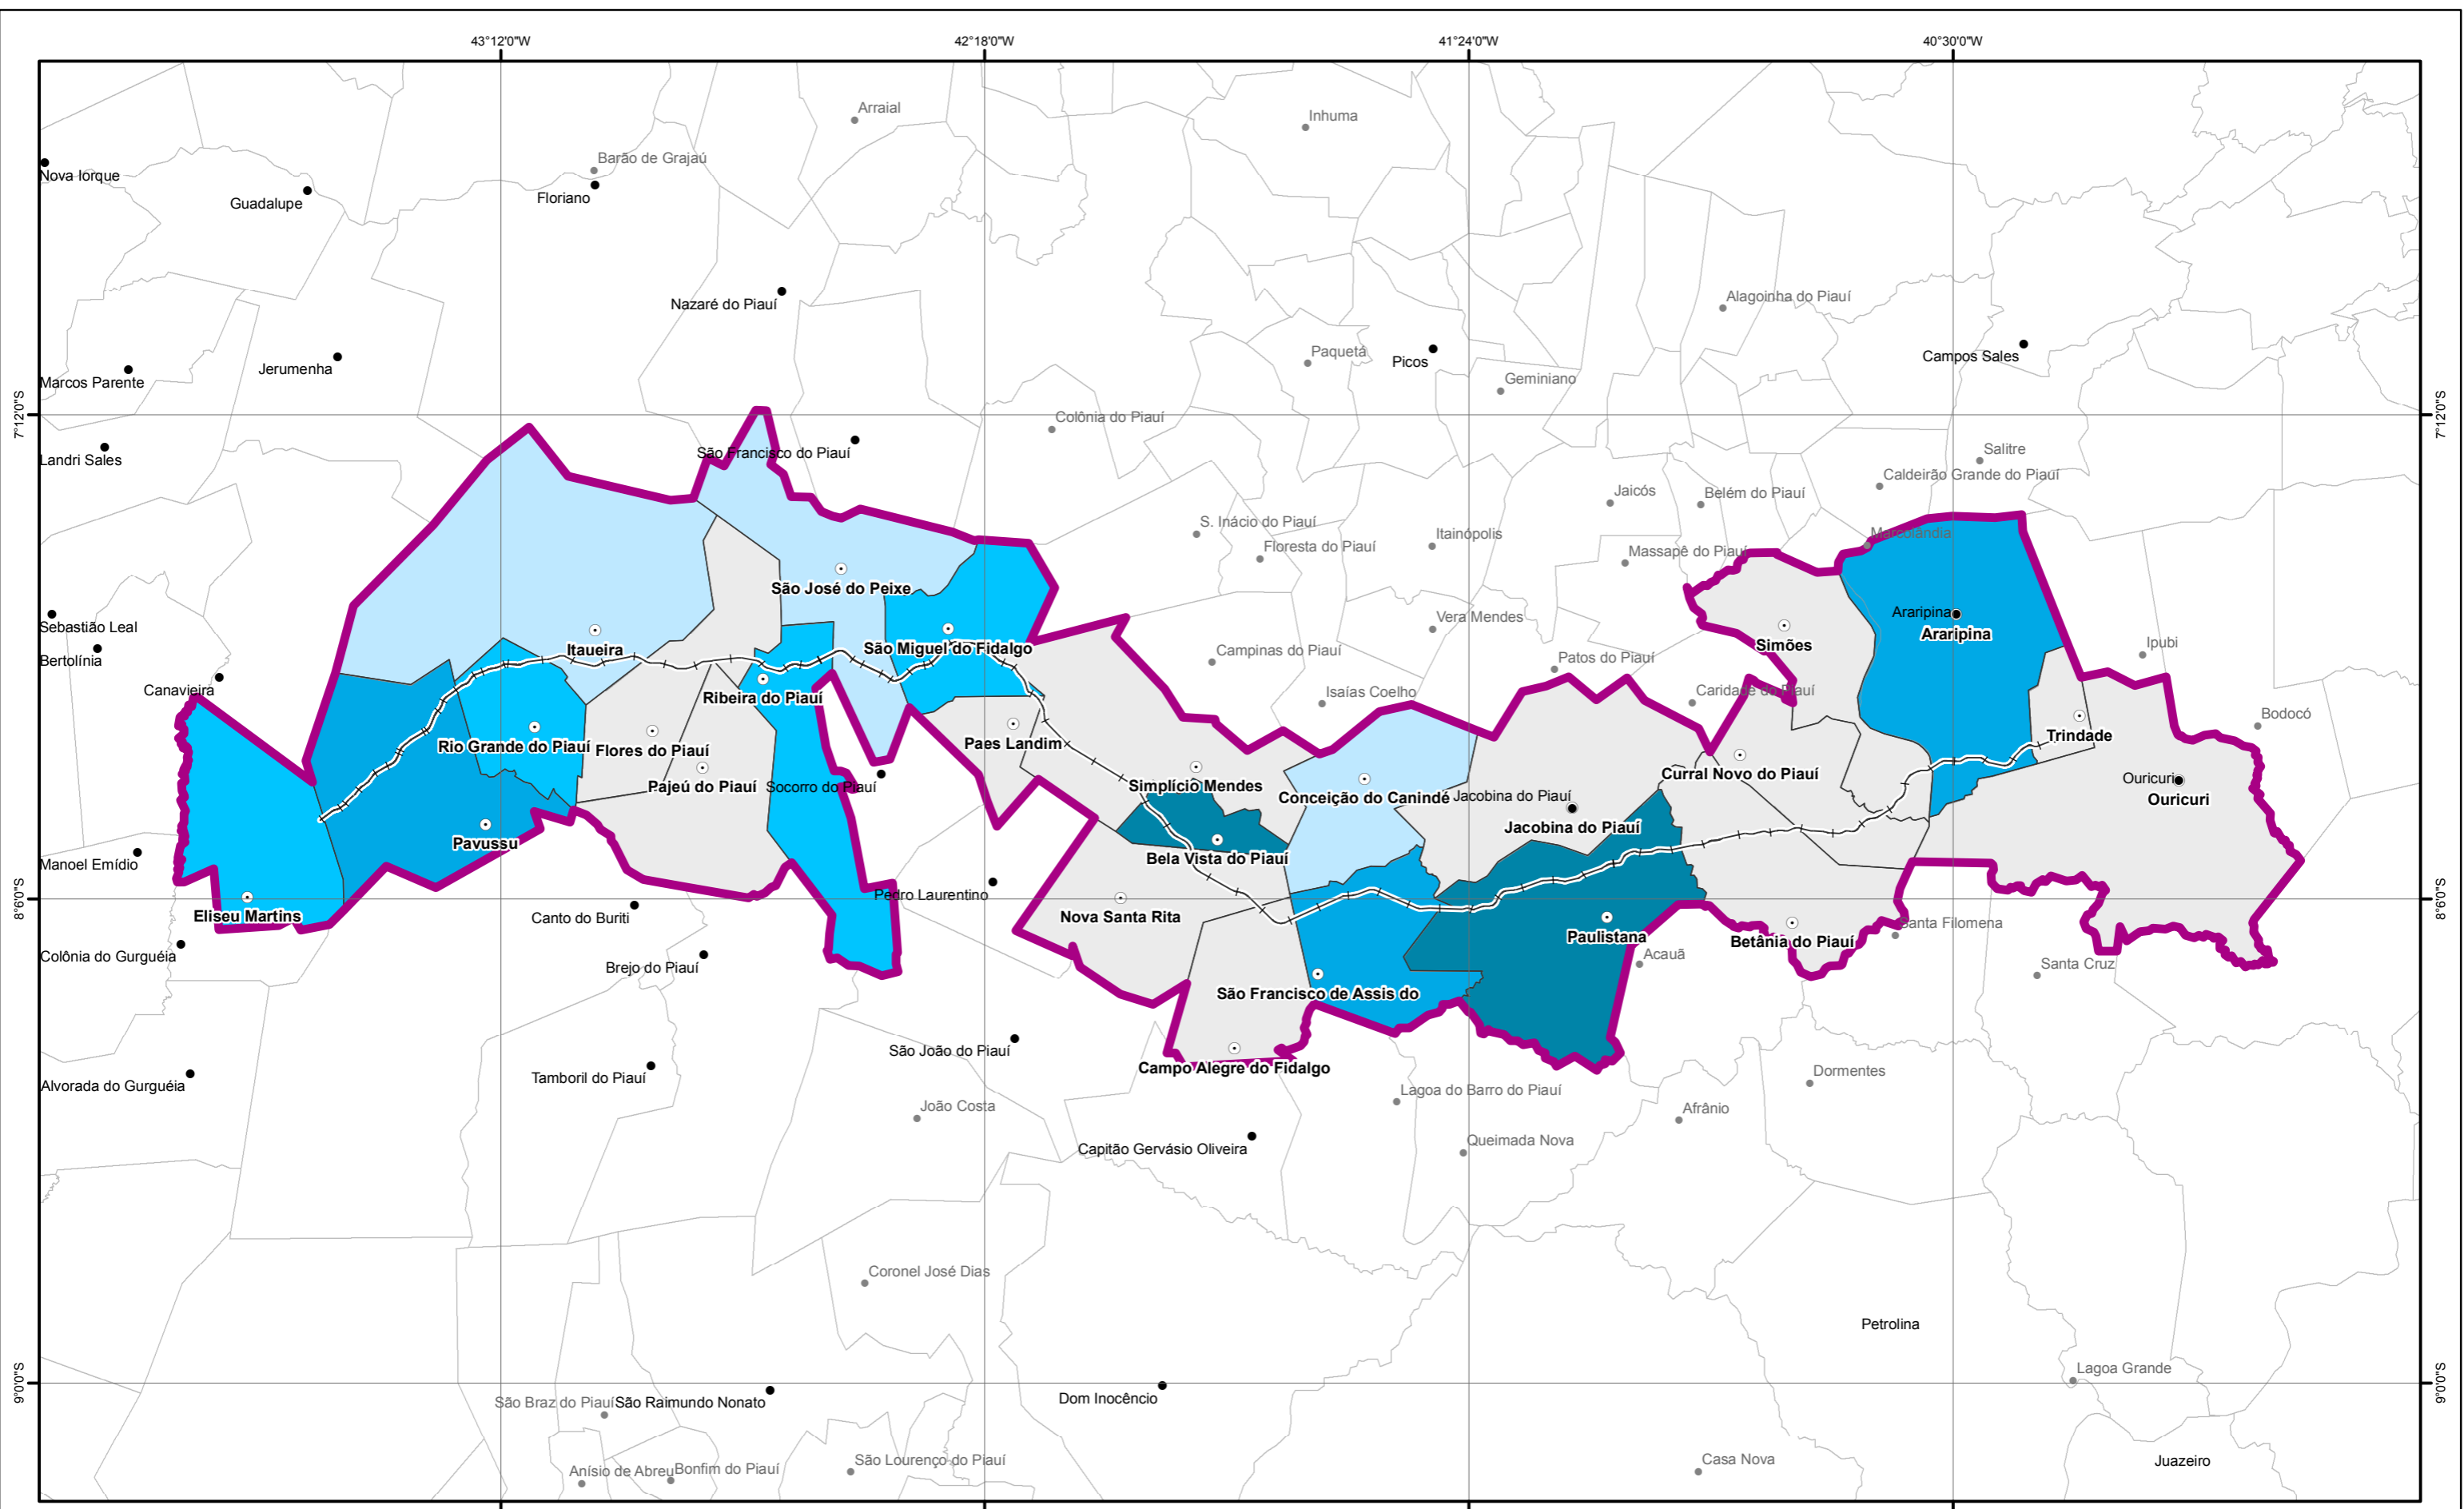 43°12'0"W
42°18'0"W
41°24'0"W
40°30'0"W
Arraial
Inhuma
Barão de Grajaú
Nova Iorque
Guadalupe
Floriano
Nazaré do Piauí
Alagoinha do Piauí
Paquetá
Picos
Campos Sales
Jerumenha
Marcos Parente
Geminiano
7°12'0"S
7°12'0"S
Colônia do Piauí
São Francisco do Piauí
Landri Sales
Salitre
Caldeirão Grande do Piauí
Jaicós
Belém do Piauí
S. Inácio do Piauí
Itainópolis
Marcolândia
Floresta do Piauí
Massapê do Piauí
São José do Peixe
Araripina
Araripina
Vera Mendes
Sebastião Leal
Simões
Ipubi
Itaueira
São Miguel do Fidalgo
Campinas do Piauí
Patos do Piauí
Bertolínia
Canavieira
Ribeira do Piauí
Isaías Coelho
Caridade do Piauí
Bodocó
Trindade
Rio Grande do Piauí
Flores do Piauí
Paes Landim
Curral Novo do Piauí
Pajeú do Piauí
Socorro do Piauí
Simplício Mendes
Conceição do Canindé
Jacobina do Piauí
Jacobina do Piauí
Ouricuri
Ouricuri
Pavussu
Bela Vista do Piauí
Manoel Emídio
8°6'0"S
8°6'0"S
Pedro Laurentino
Eliseu Martins
Canto do Buriti
Nova Santa Rita
Paulistana
Betânia do Piauí
Santa Filomena
Colônia do Gurguéia
Brejo do Piauí
Acauã
Santa Cruz
São Francisco de Assis do
São João do Piauí
Campo Alegre do Fidalgo
Alvorada do Gurguéia
Tamboril do Piauí
Dormentes
Lagoa do Barro do Piauí
João Costa
Afrânio
Capitão Gervásio Oliveira
Queimada Nova
Coronel José Dias
Petrolina
9°0'0"S
9°0'0"S
Lagoa Grande
Dom Inocêncio
São Braz do Piauí
São Raimundo Nonato
São Lourenço do Piauí
Casa Nova
Juazeiro
Anísio de Abreu
Bonfim do Piauí